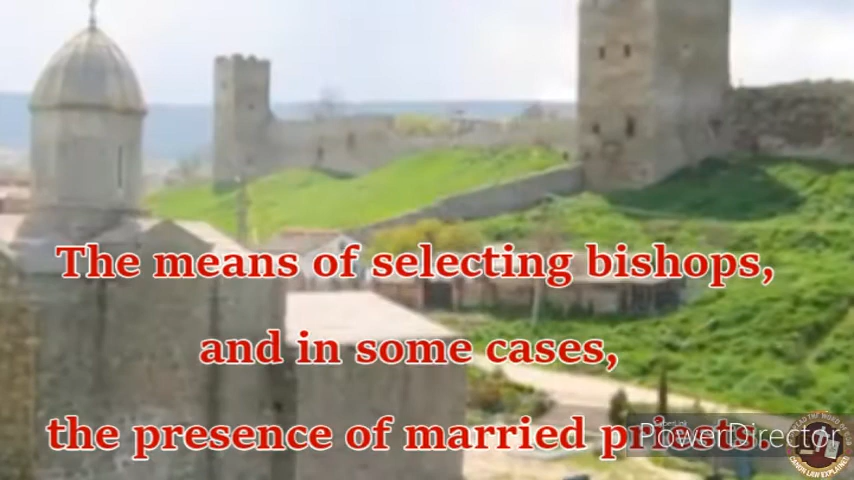 The means of selecting bishops,
and in some cases,
the presence of married priests.
PowerDirector